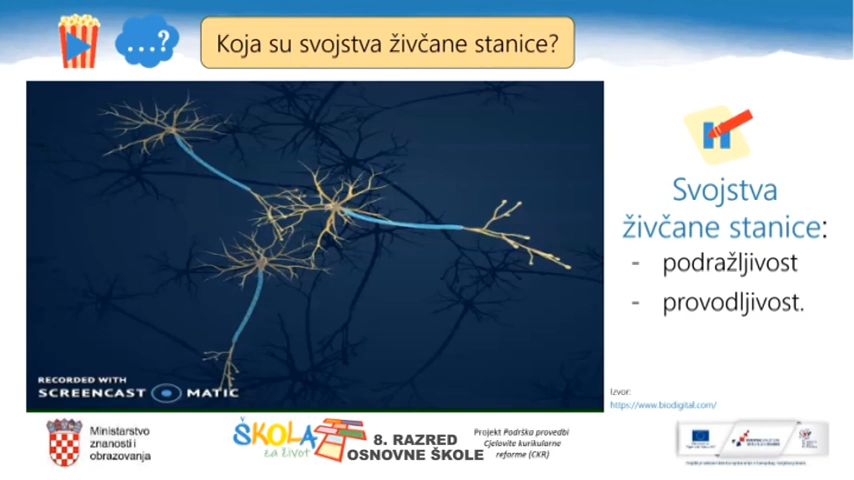 ...?
Koja su svojstva živčane stanice?
Svojstva
živčane stanice:
- podražljivost
- provodljivost.
RECORDED WITH
SCREENCAST MATIC
Izvor:
https://www.biodigital.com/
Ministarstvo
znanosti i
obrazovanja
ŠKOLA
za život
8. RAZRED
OSNOVNE ŠKOLE
Projekt Podrška provedbi
Cjelovite kurikularne
reforme (CKR)